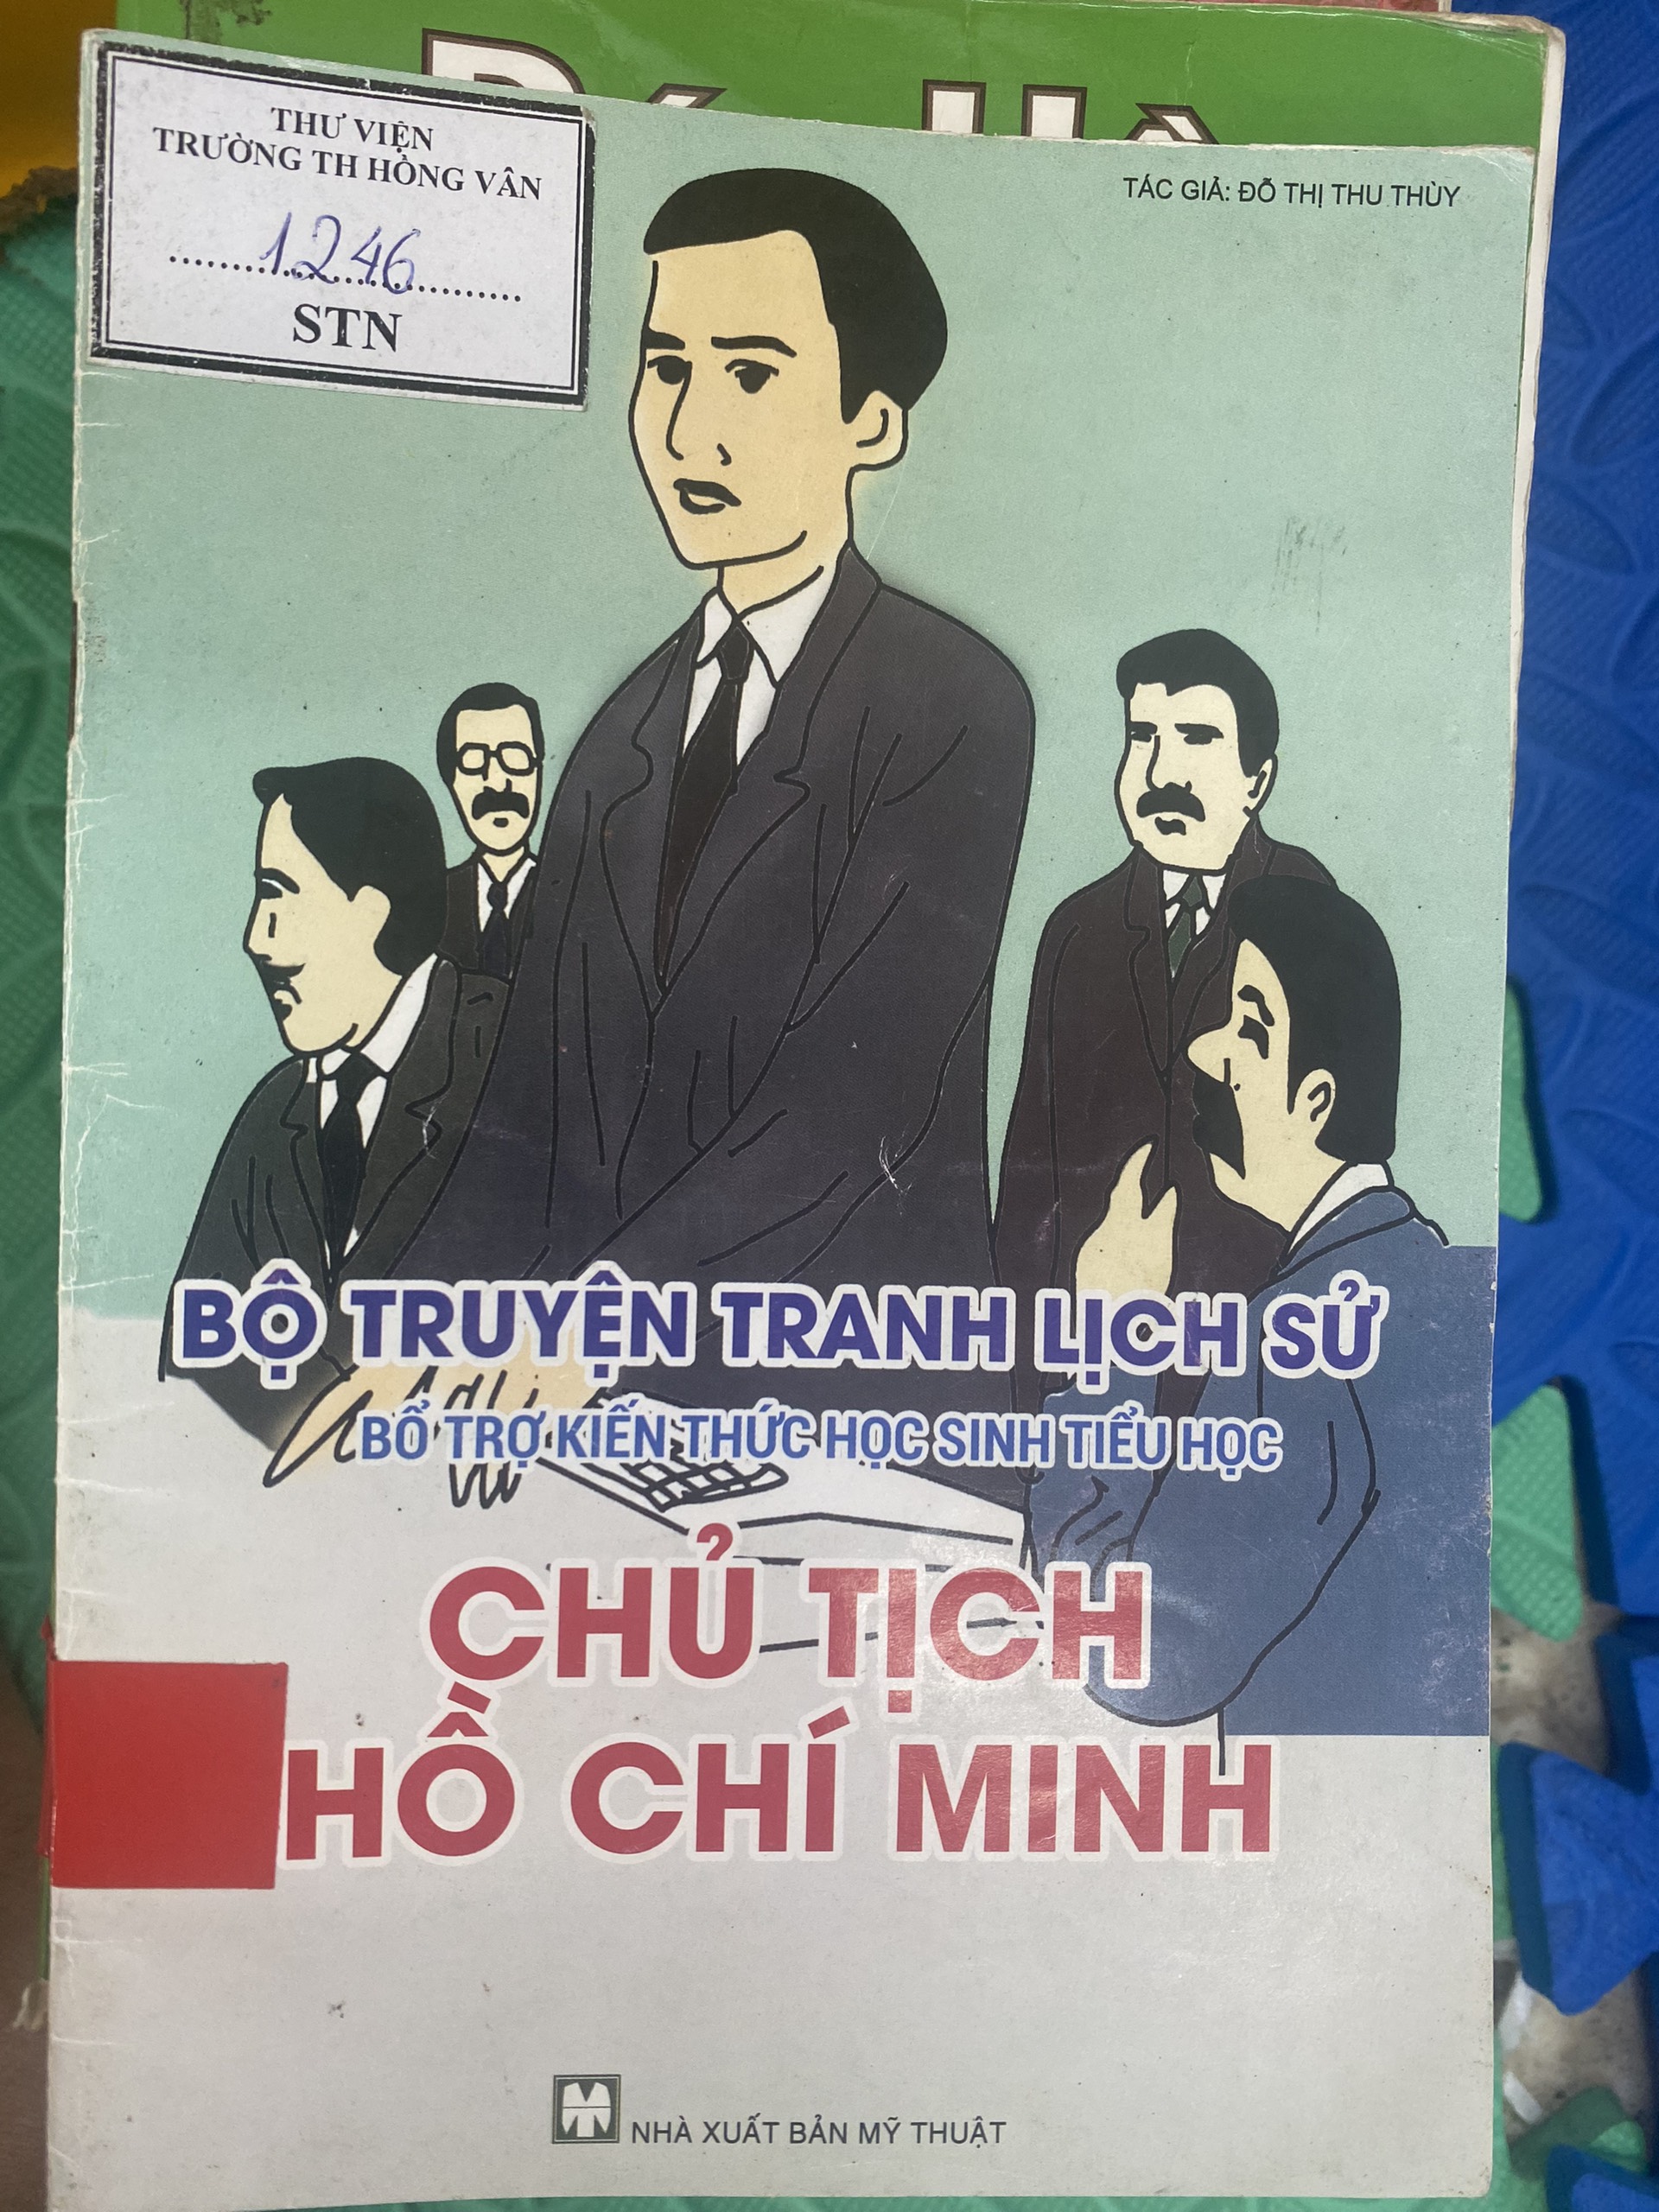 THƯ VIỆN
TRƯỜNG TH HỒNG VÂN
1246
STN
TÁC GIẢ: ĐỖ THỊ THU THÙY
BỘ TRUYỆN TRANH LỊCH SỬ
BỔ TRỢ KIẾN THỨC HỌC SINH TIỂU HỌC
CHỦ TỊCH
HỒ CHÍ MINH
NHÀ XUẤT BẢN MỸ THUẬT